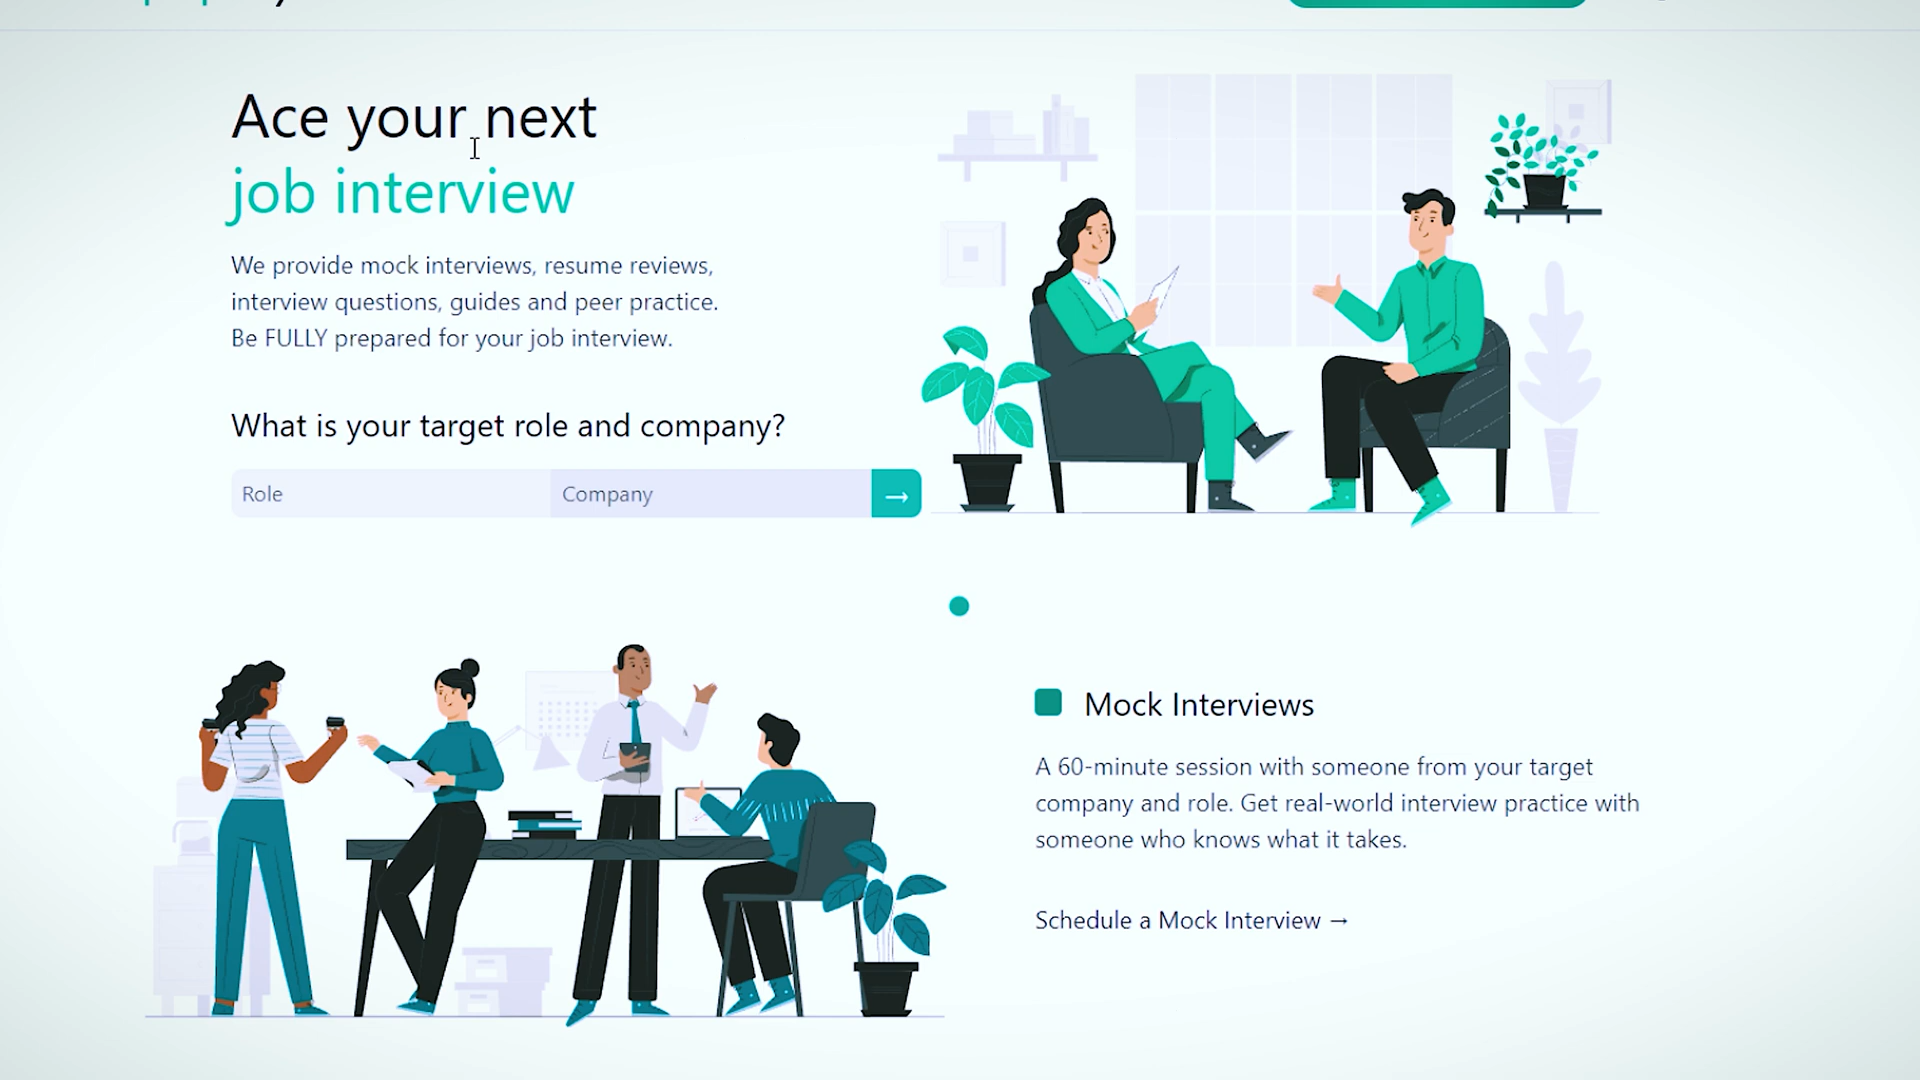 Ace your next
job interview
We provide mock interviews, resume reviews,
interview questions, guides and peer practice.
Be FULLY prepared for your job interview.
What is your target role and company?
Role
Company
→
Mock Interviews
A 60-minute session with someone from your target
company and role. Get real-world interview practice with
someone who knows what it takes.
Schedule a Mock Interview →